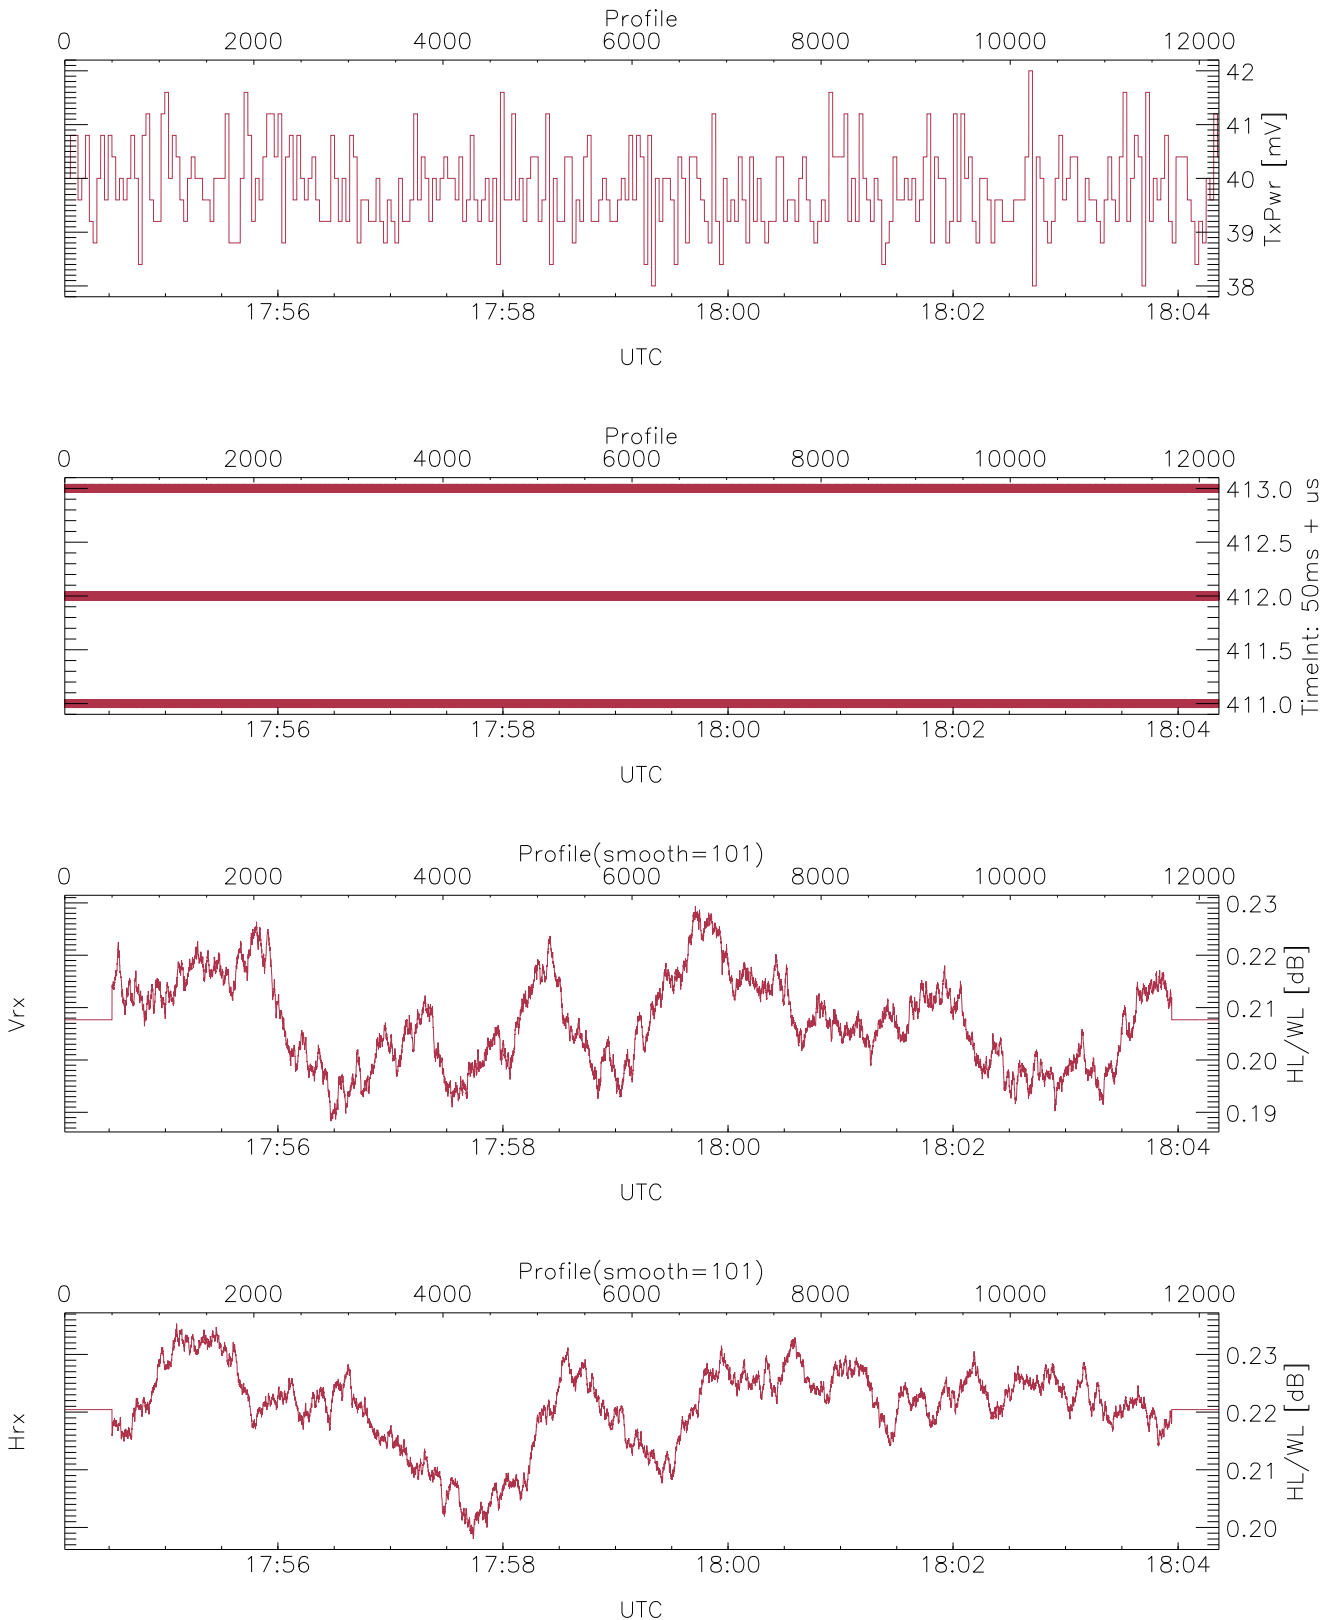 Profile
0 2000 4000 6000 8000 10000 12000
42
41
40
39
38
TxPwr [mV]
17:56 17:58 18:00 18:02 18:04
UTC
Profile
0 2000 4000 6000 8000 10000 12000
413.0
412.5
412.0
411.5
411.0
TimeInt: 50ms + us
17:56 17:58 18:00 18:02 18:04
UTC
Profile(smooth=101)
0 2000 4000 6000 8000 10000 12000
Vrx
0.23
0.22
0.21
0.20
0.19
HL/WL [dB]
17:56 17:58 18:00 18:02 18:04
UTC
Profile(smooth=101)
0 2000 4000 6000 8000 10000 12000
Hrx
0.23
0.22
0.21
0.20
HL/WL [dB]
17:56 17:58 18:00 18:02 18:04
UTC